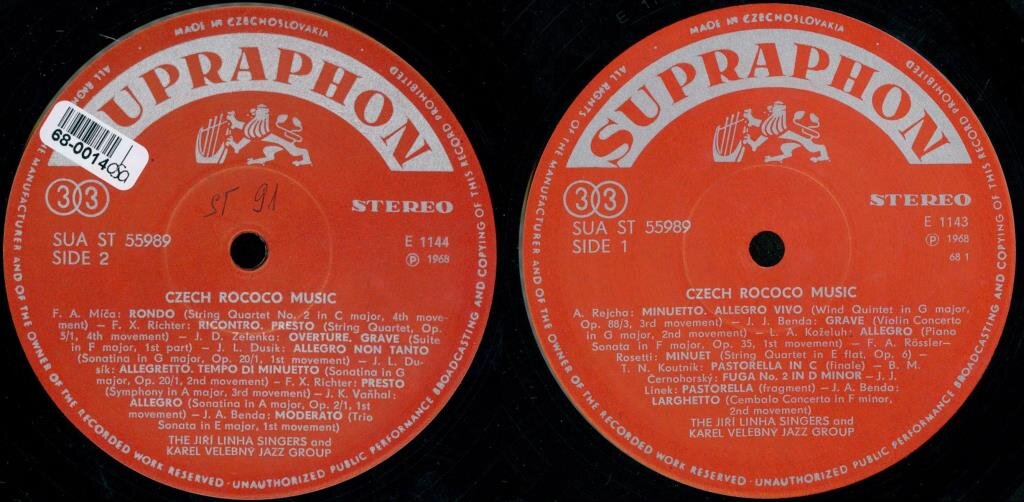 MADE IN CZECHOSLOVAKIA
UPRAPHON
68-0014
ST 91
33
STEREO
SUA ST 55989
SIDE 2
E 1144
Ⓟ 1968
CZECH ROCOCO MUSIC
F. A. Míča: RONDO (String Quartet No. 2 in C major, 4th move-
ment) – F. X. Richter: RICONTRO. PRESTO (String Quartet, Op.
5/1, 4th movement) – J. D. Zelenka: OVERTURE. GRAVE (Suite
in F major, 1st part) – J. L. Dusík: ALLEGRO NON TANTO
(Sonatina in G major, Op. 20/1, 1st movement) – J. L. Du-
sík: ALLEGRETTO. TEMPO DI MINUETTO (Sonatina in G
major, Op. 20/1, 2nd movement) – F. X. Richter: PRESTO
(Symphony in A major, 3rd movement) – J. K. Vaňhal:
ALLEGRO (Sonatina in A major, Op. 2/1, 1st
movement) – J. A. Benda: MODERATO (Trio
Sonata in E major, 1st movement)
THE JIŘÍ LINHA SINGERS and
KAREL VELEBNÝ JAZZ GROUP
ALL RIGHTS OF THE MANUFACTURER AND OF THE OWNER OF THE RECORDED WORK RESERVED · UNAUTHORIZED PUBLIC PERFORMANCE BROADCASTING AND COPYING OF THIS RECORD PROHIBITED
MADE IN CZECHOSLOVAKIA
SUPRAPHON
33
STEREO
SUA ST 55989
SIDE 1
E 1143
Ⓟ 1968
68 1
CZECH ROCOCO MUSIC
A. Rejcha: MINUETTO. ALLEGRO VIVO (Wind Quintet in G major,
Op. 88/3, 3rd movement) – J. J. Benda: GRAVE (Violin Concerto
in G major, 2nd movement) – L. A. Koželuh: ALLEGRO (Piano
Sonata in F major, Op. 35, 1st movement) – F. A. Rössler-
Rosetti: MINUET (String Quartet in E flat, Op. 6) –
T. N. Koutník: PASTORELLA IN C (finale) – B. M.
Černohorský: FUGA No. 2 IN D MINOR – J. J.
Linek: PASTORELLA (fragment) – J. A. Benda:
LARGHETTO (Cembalo Concerto in F minor,
2nd movement)
THE JIŘÍ LINHA SINGERS and
KAREL VELEBNÝ JAZZ GROUP
ALL RIGHTS OF THE MANUFACTURER AND OF THE OWNER OF THE RECORDED WORK RESERVED · UNAUTHORIZED PUBLIC PERFORMANCE BROADCASTING AND COPYING OF THIS RECORD PROHIBITED